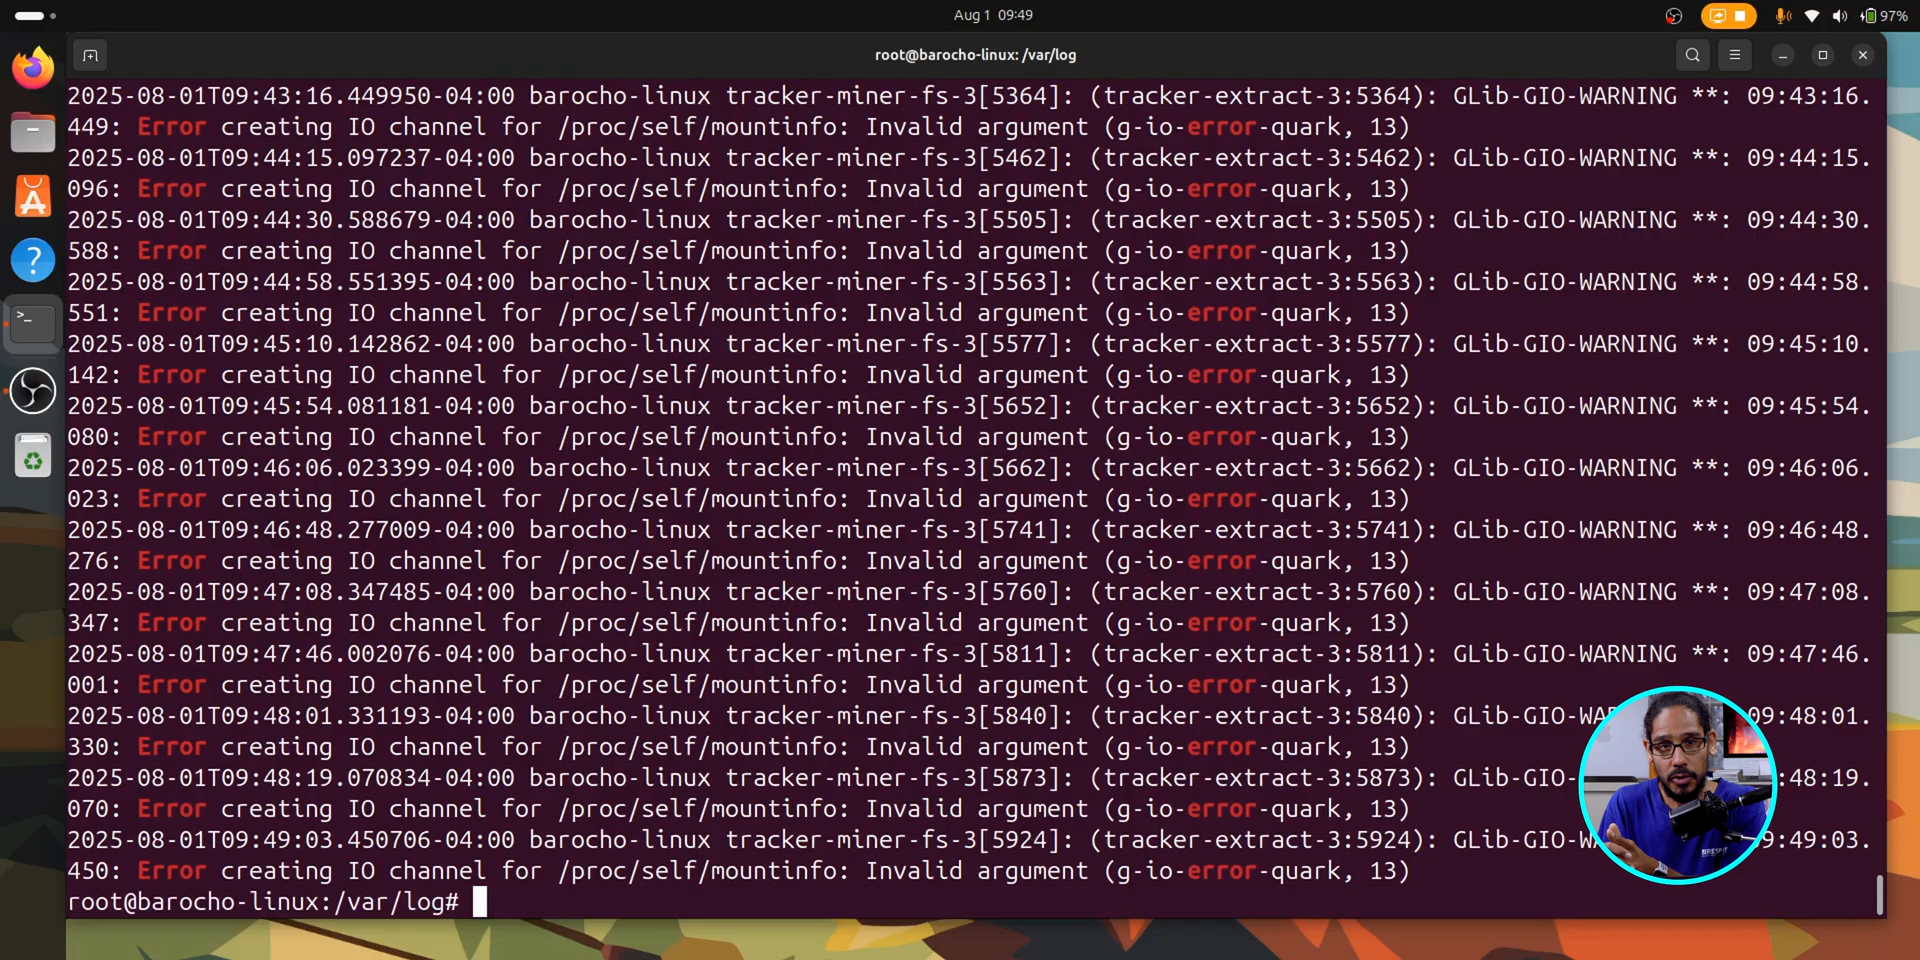 Aug 1 09:49
97%
root@barocho-linux: /var/log
2025-08-01T09:43:16.449950-04:00 barocho-linux tracker-miner-fs-3[5364]: (tracker-extract-3:5364): GLib-GIO-WARNING **: 09:43:16.
449: Error creating IO channel for /proc/self/mountinfo: Invalid argument (g-io-error-quark, 13)
2025-08-01T09:44:15.097237-04:00 barocho-linux tracker-miner-fs-3[5462]: (tracker-extract-3:5462): GLib-GIO-WARNING **: 09:44:15.
096: Error creating IO channel for /proc/self/mountinfo: Invalid argument (g-io-error-quark, 13)
2025-08-01T09:44:30.588679-04:00 barocho-linux tracker-miner-fs-3[5505]: (tracker-extract-3:5505): GLib-GIO-WARNING **: 09:44:30.
588: Error creating IO channel for /proc/self/mountinfo: Invalid argument (g-io-error-quark, 13)
2025-08-01T09:44:58.551395-04:00 barocho-linux tracker-miner-fs-3[5563]: (tracker-extract-3:5563): GLib-GIO-WARNING **: 09:44:58.
551: Error creating IO channel for /proc/self/mountinfo: Invalid argument (g-io-error-quark, 13)
2025-08-01T09:45:10.142862-04:00 barocho-linux tracker-miner-fs-3[5577]: (tracker-extract-3:5577): GLib-GIO-WARNING **: 09:45:10.
142: Error creating IO channel for /proc/self/mountinfo: Invalid argument (g-io-error-quark, 13)
2025-08-01T09:45:54.081181-04:00 barocho-linux tracker-miner-fs-3[5652]: (tracker-extract-3:5652): GLib-GIO-WARNING **: 09:45:54.
080: Error creating IO channel for /proc/self/mountinfo: Invalid argument (g-io-error-quark, 13)
2025-08-01T09:46:06.023399-04:00 barocho-linux tracker-miner-fs-3[5662]: (tracker-extract-3:5662): GLib-GIO-WARNING **: 09:46:06.
023: Error creating IO channel for /proc/self/mountinfo: Invalid argument (g-io-error-quark, 13)
2025-08-01T09:46:48.277009-04:00 barocho-linux tracker-miner-fs-3[5741]: (tracker-extract-3:5741): GLib-GIO-WARNING **: 09:46:48.
276: Error creating IO channel for /proc/self/mountinfo: Invalid argument (g-io-error-quark, 13)
2025-08-01T09:47:08.347485-04:00 barocho-linux tracker-miner-fs-3[5760]: (tracker-extract-3:5760): GLib-GIO-WARNING **: 09:47:08.
347: Error creating IO channel for /proc/self/mountinfo: Invalid argument (g-io-error-quark, 13)
2025-08-01T09:47:46.002076-04:00 barocho-linux tracker-miner-fs-3[5811]: (tracker-extract-3:5811): GLib-GIO-WARNING **: 09:47:46.
001: Error creating IO channel for /proc/self/mountinfo: Invalid argument (g-io-error-quark, 13)
2025-08-01T09:48:01.331193-04:00 barocho-linux tracker-miner-fs-3[5840]: (tracker-extract-3:5840): GLib-GIO-WA 09:48:01.
330: Error creating IO channel for /proc/self/mountinfo: Invalid argument (g-io-error-quark, 13)
2025-08-01T09:48:19.070834-04:00 barocho-linux tracker-miner-fs-3[5873]: (tracker-extract-3:5873): GLib-GIO- :48:19.
070: Error creating IO channel for /proc/self/mountinfo: Invalid argument (g-io-error-quark, 13)
2025-08-01T09:49:03.450706-04:00 barocho-linux tracker-miner-fs-3[5924]: (tracker-extract-3:5924): GLib-GIO-WA 09:49:03.
450: Error creating IO channel for /proc/self/mountinfo: Invalid argument (g-io-error-quark, 13)
root@barocho-linux:/var/log#